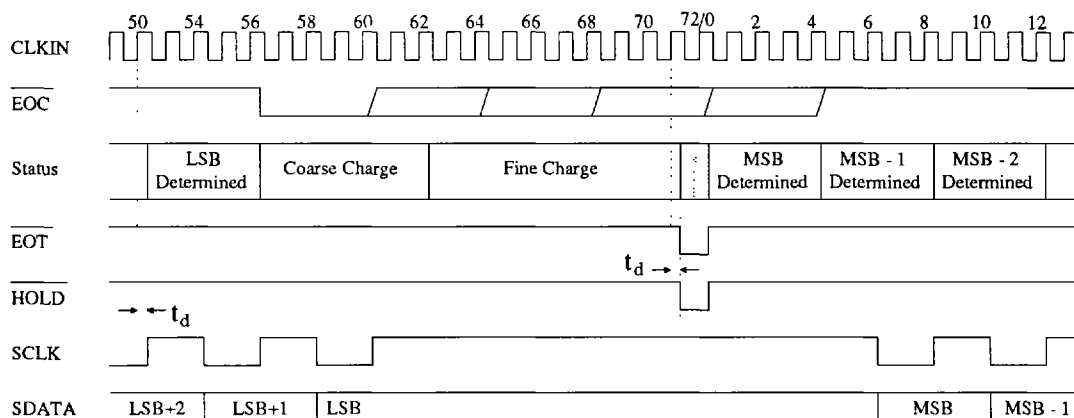 50 54 56 60 62 64 66 68 70 72/0 2 4 6 8 10 12
CLKIN
EOC
Status LSB Determined Coarse Charge Fine Charge MSB Determined MSB - 1 Determined MSB - 2 Determined
EOT
t_d
HOLD
t_d
SCLK
SDATA LSB+2 LSB+1 LSB MSB MSB - 1